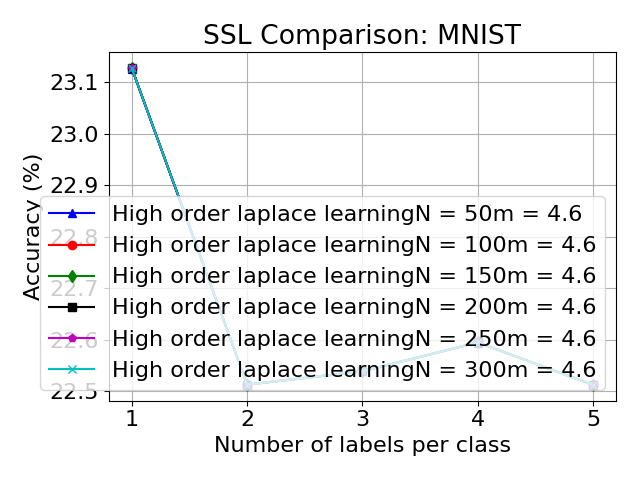 SSL Comparison: MNIST
23.1
23.0
22.9
22.8
22.7
22.6
22.5
Accuracy (%)
High order laplace learningN = 50m = 4.6
High order laplace learningN = 100m = 4.6
High order laplace learningN = 150m = 4.6
High order laplace learningN = 200m = 4.6
High order laplace learningN = 250m = 4.6
High order laplace learningN = 300m = 4.6
1 2 3 4 5
Number of labels per class